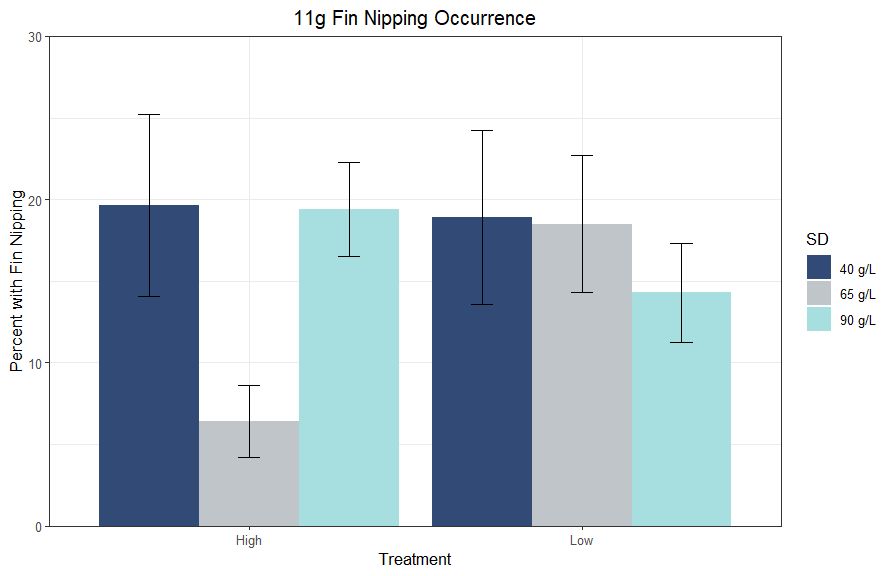 11g Fin Nipping Occurrence
30
20
10
0
Percent with Fin Nipping
High
Low
Treatment
SD
40 g/L
65 g/L
90 g/L